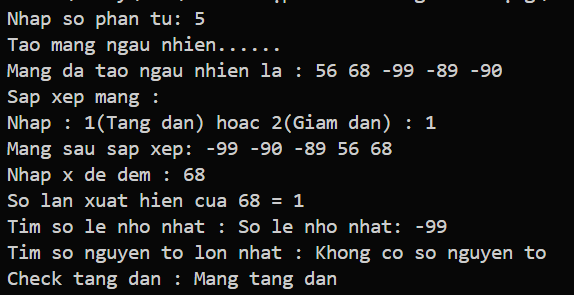 Nhap so phan tu: 5
Tao mang ngau nhien......
Mang da tao ngau nhien la : 56 68 -99 -89 -90
Sap xep mang :
Nhap : 1(Tang dan) hoac 2(Giam dan) : 1
Mang sau sap xep: -99 -90 -89 56 68
Nhap x de dem : 68
So lan xuat hien cua 68 = 1
Tim so le nho nhat : So le nho nhat: -99
Tim so nguyen to lon nhat : Khong co so nguyen to
Check tang dan : Mang tang dan